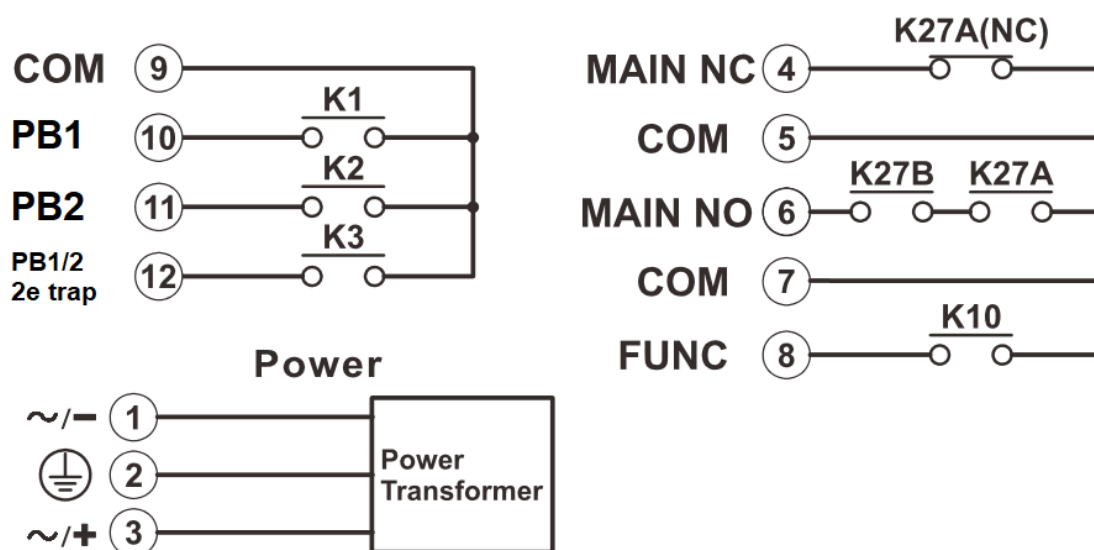 COM 9
K1
PB1 10
K2
PB2 11
K3
PB1/2
2e trap
12
K27A(NC)
MAIN NC 4
COM 5
K27B K27A
MAIN NO 6
COM 7
K10
FUNC 8
Power
~/- 1
2
~/+ 3
Power
Transformer